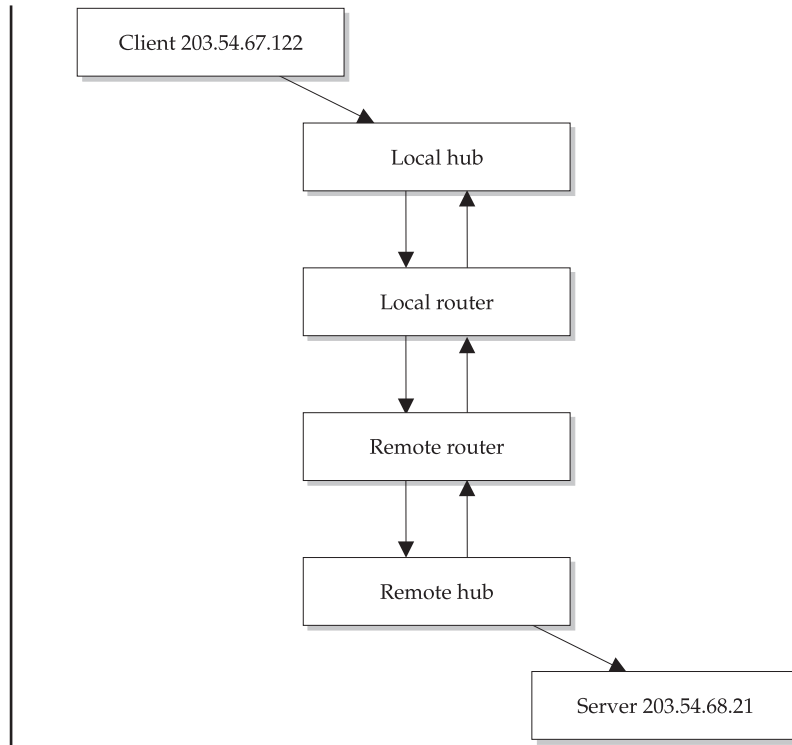 Client 203.54.67.122
Local hub
Local router
Remote router
Remote hub
Server 203.54.68.21